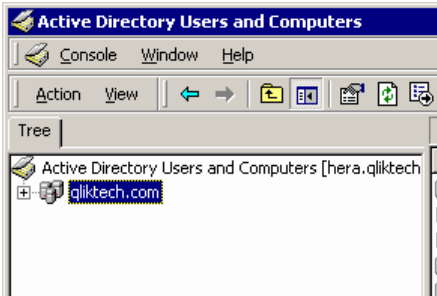 Active Directory Users and Computers
Console Window Help
Action View
Tree
Active Directory Users and Computers [hera.qliktech
qliktech.com